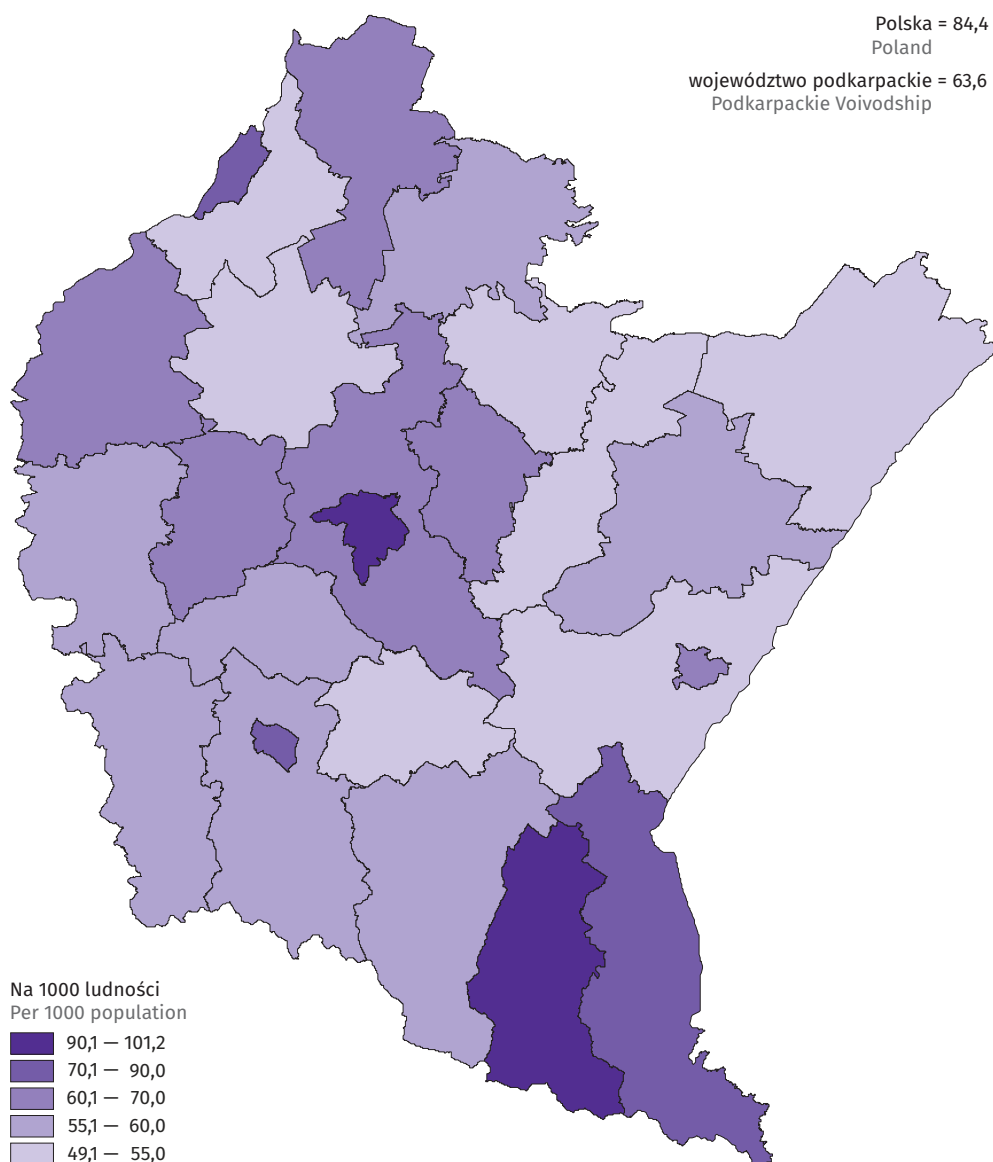 Polska = 84,4
Poland
województwo podkarpackie = 63,6
Podkarpackie Voivodship
Na 1000 ludności
Per 1000 population
90,1 — 101,2
70,1 — 90,0
60,1 — 70,0
55,1 — 60,0
49,1 — 55,0